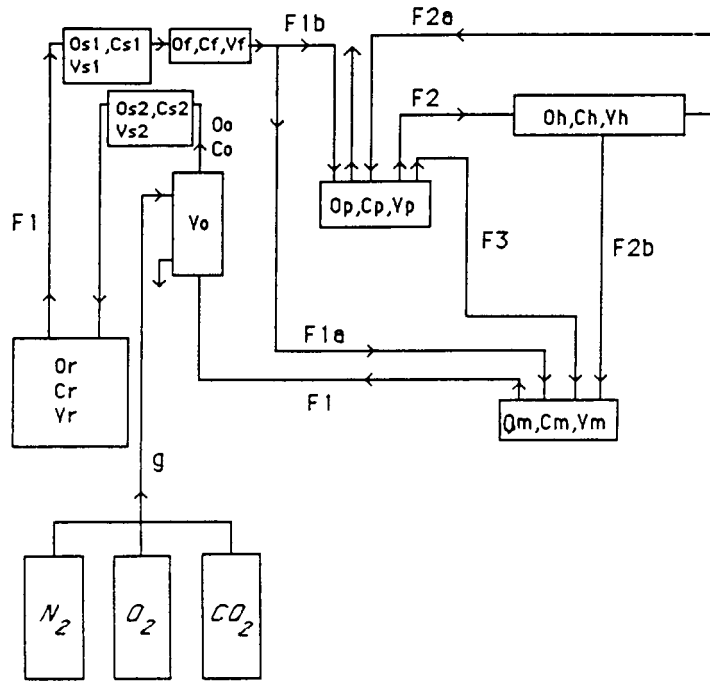 F1b
F2a
Os1,Cs1
Vs1
Of,Cf,Vf
Os2,Cs2
Vs2
Oo
Co
F2
Oh,Ch,Vh
Vo
Op,Cp,Vp
F1
F3
F2b
F1a
F1
Or
Cr
Vr
Om,Cm,Vm
g
N2
O2
CO2